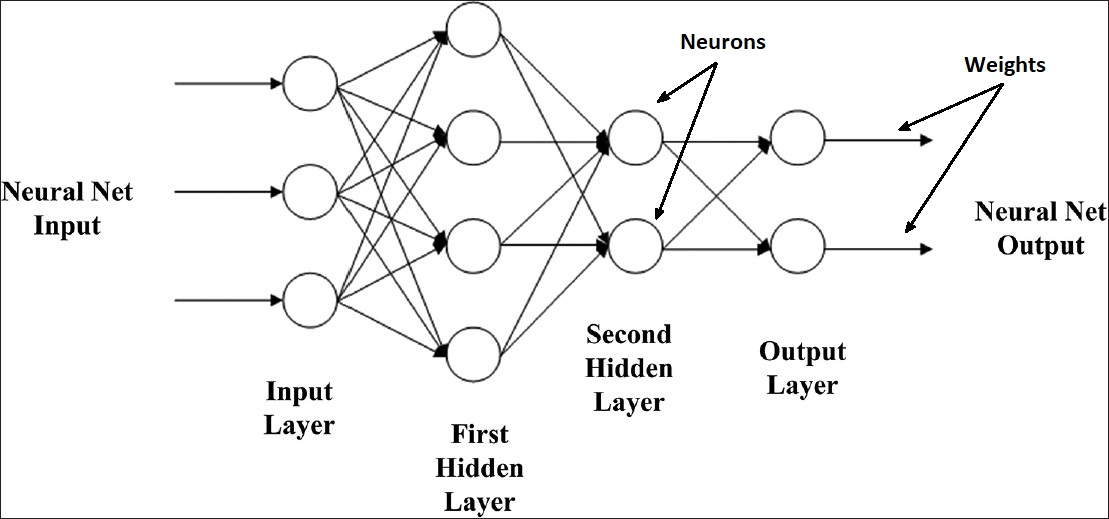 Neurons
Weights
Neural Net
Input
Neural Net
Output
Second
Hidden
Layer
Output
Layer
Input
Layer
First
Hidden
Layer